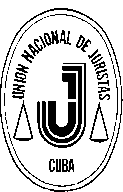 UNION NACIONAL DE JURISTAS
J
CUBA